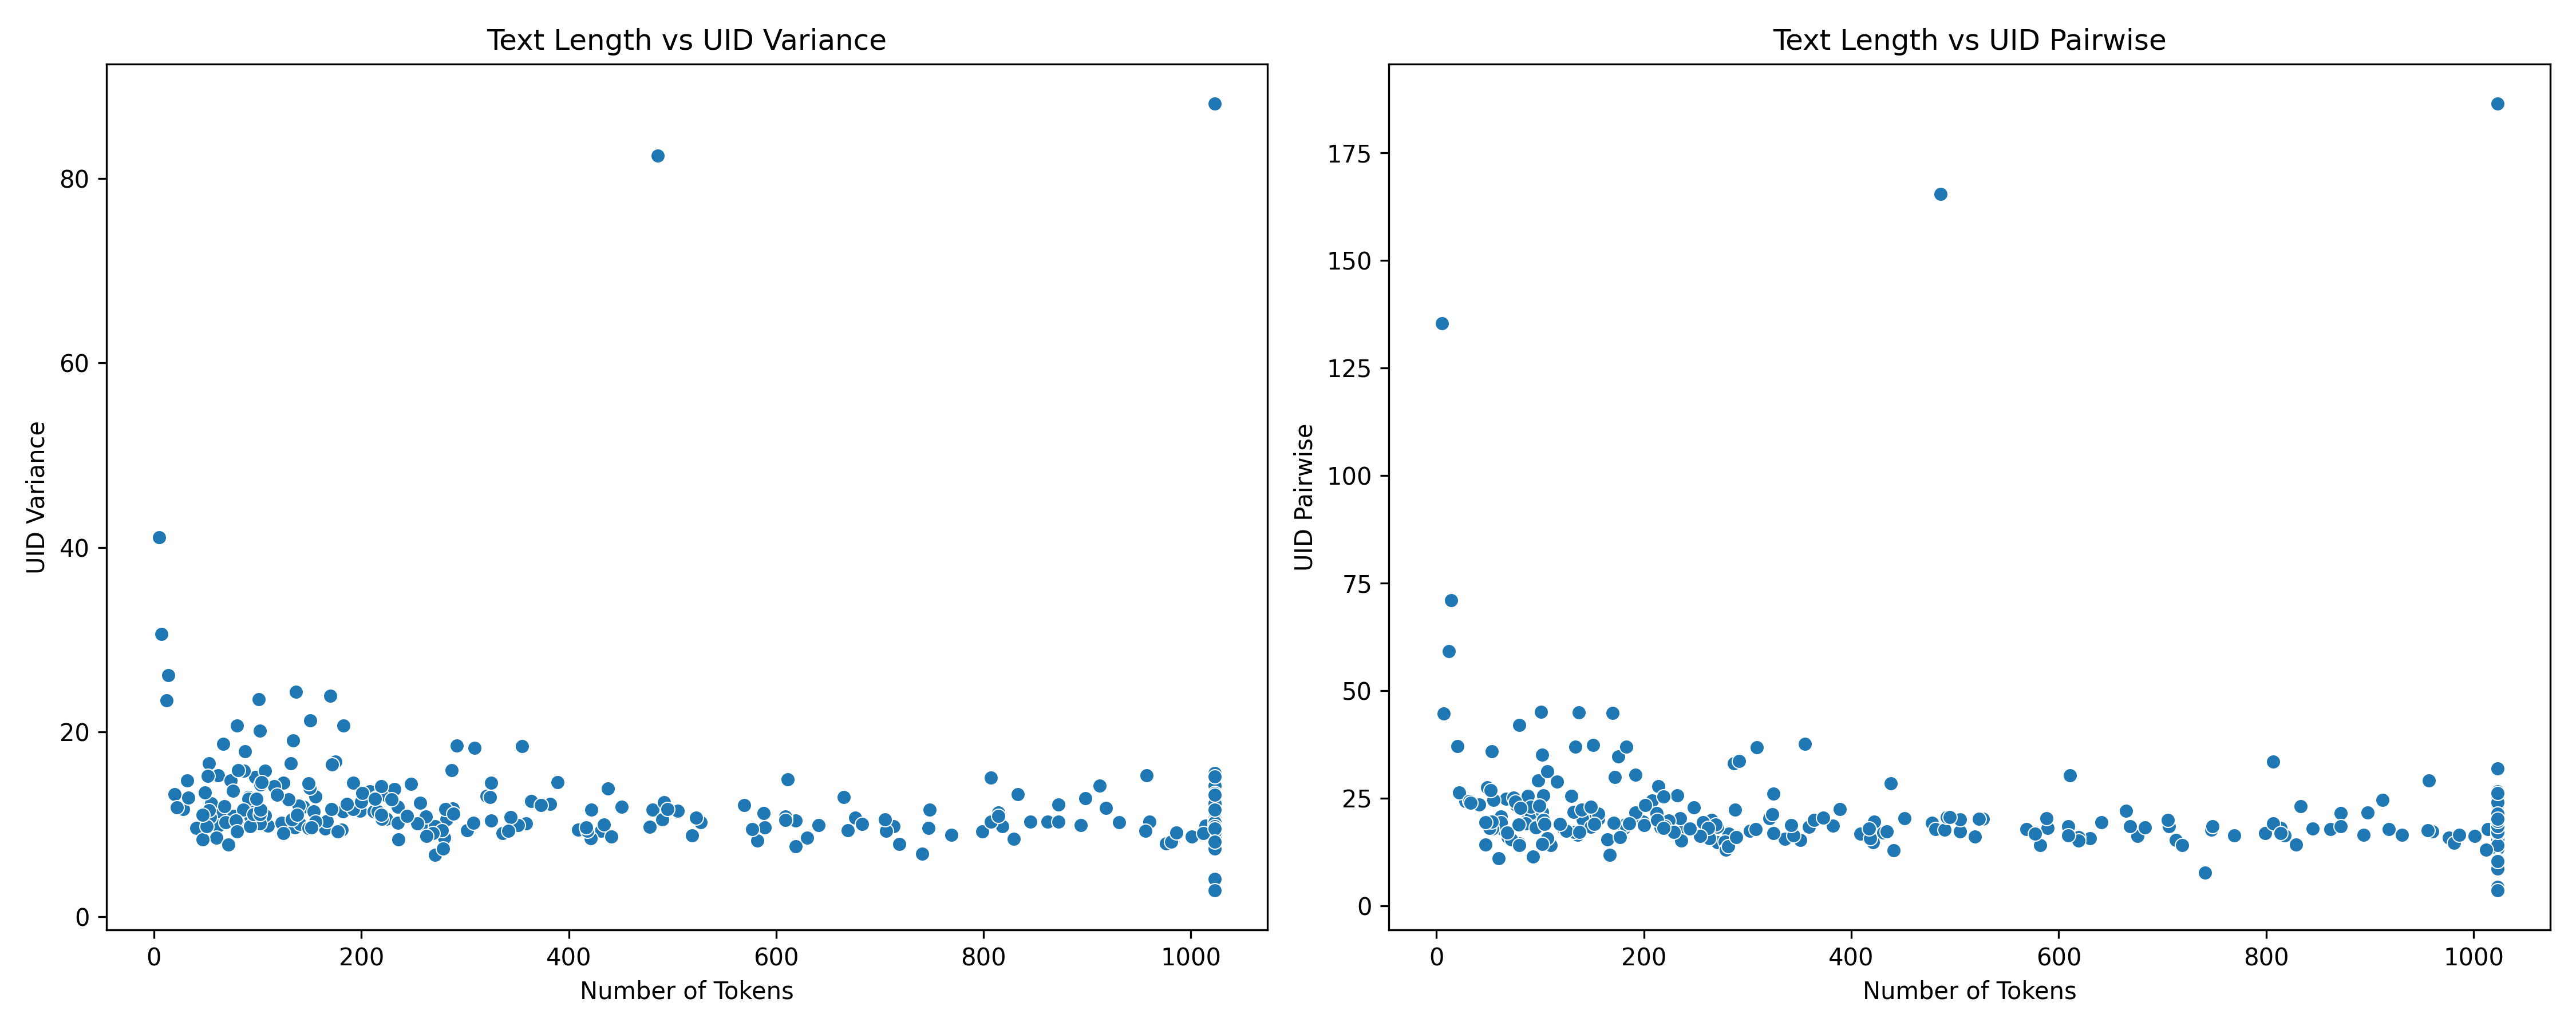 Text Length vs UID Variance
UID Variance
80
60
40
20
0
0 200 400 600 800 1000
Number of Tokens
Text Length vs UID Pairwise
UID Pairwise
175
150
125
100
75
50
25
0
0 200 400 600 800 1000
Number of Tokens